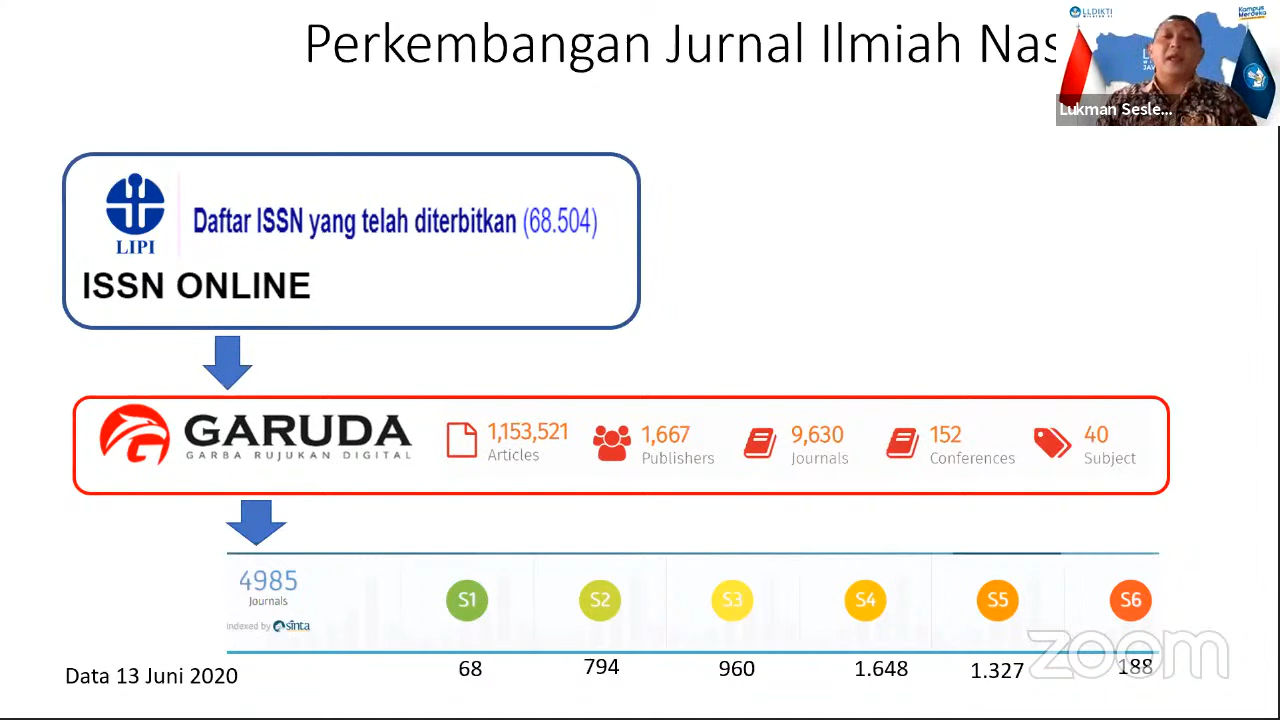 Perkembangan Jurnal Ilmiah Nas
LLDIKTI
Kampus
Merdeka
Lukman Sesle...
LIPI
Daftar ISSN yang telah diterbitkan (68.504)
ISSN ONLINE
GARUDA
GARBA RUJUKAN DIGITAL
1,153,521
Articles
1,667
Publishers
9,630
Journals
152
Conferences
40
Subject
4985
Journals
indexed by sinta
S1
S2
S3
S4
S5
S6
68
794
960
1.648
1.327
188
Data 13 Juni 2020
zoom